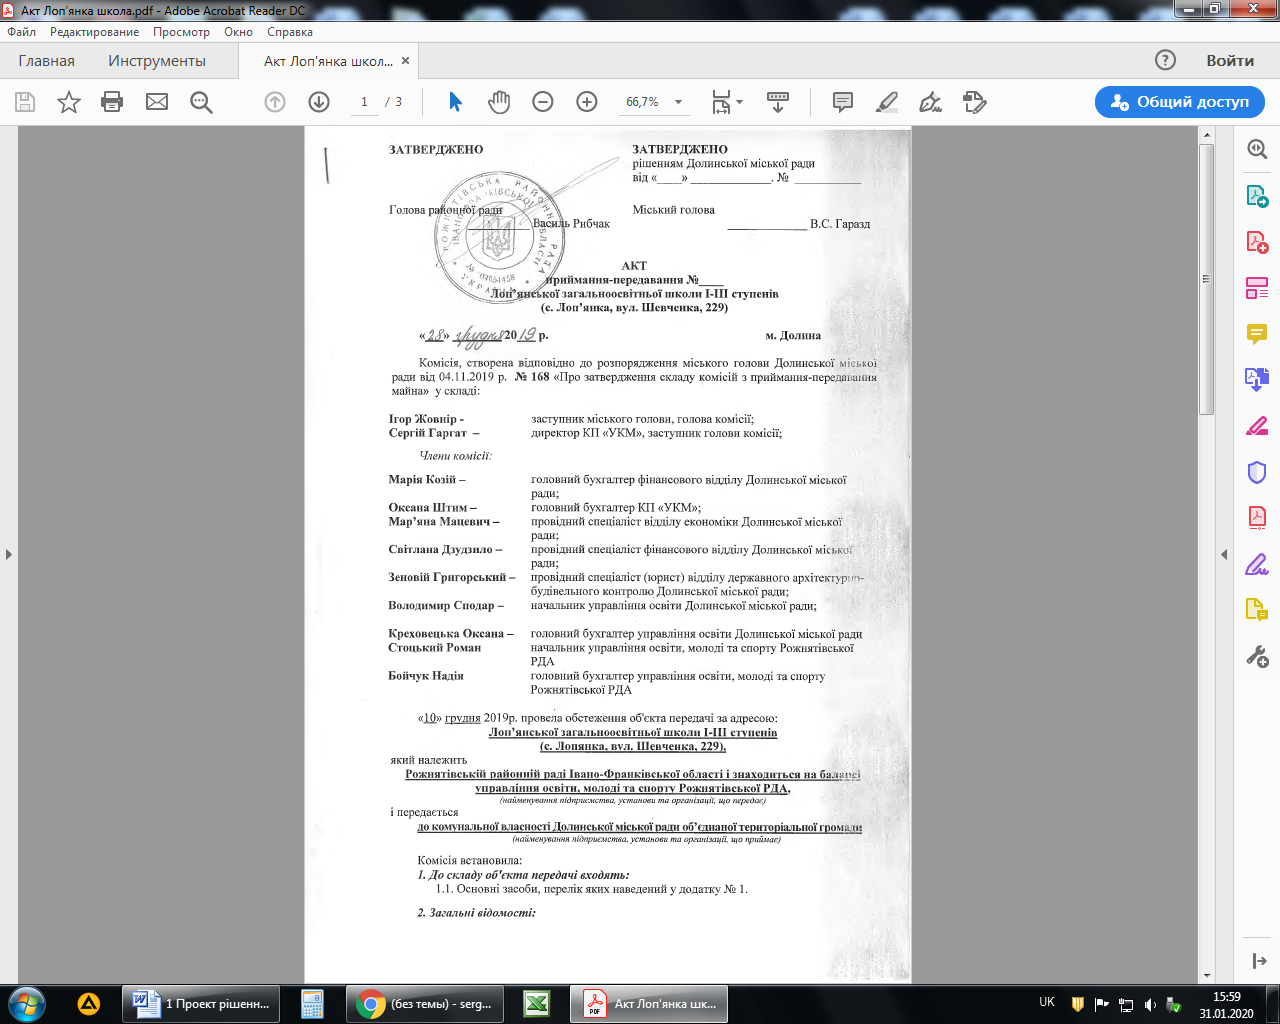 Акт Лоп'янка школа.pdf - Adobe Acrobat Reader DC
Файл Редактирование Просмотр Окно Справка
Главная Инструменты Акт Лоп'янка школ... × Войти
1 / 3 66,7% Общий доступ
ЗАТВЕРДЖЕНО ЗАТВЕРДЖЕНО
рішенням Долинської міської ради
від «____» _____________. № ___________
Голова районної ради Міський голова
__________ Василь Рибчак _____________ В.С. Гаразд
РОЖНЯТІВСЬКА РАЙОННА РАДА
ІВАНО-ФРАНКІВСЬКОЇ ОБЛАСТІ
УКРАЇНА
АКТ
приймання-передавання №____
Лоп’янської загальноосвітньої школи І-ІІІ ступенів
(с. Лоп’янка, вул. Шевченка, 229)
«28» грудня 2019 р. м. Долина
Комісія, створена відповідно до розпорядження міського голови Долинської міської
ради від 04.11.2019 р. № 168 «Про затвердження складу комісій з приймання-передавання
майна» у складі:
Ігор Жовнір - заступник міського голови, голова комісії;
Сергій Гаргат – директор КП «УКМ», заступник голови комісії;
Члени комісії:
Марія Козій – головний бухгалтер фінансового відділу Долинської міської
ради;
Оксана Штим – головний бухгалтер КП «УКМ»;
Мар’яна Мацевич – провідний спеціаліст відділу економіки Долинської міської
ради;
Світлана Дзудзило – провідний спеціаліст фінансового відділу Долинської міської
ради;
Зеновій Григорський – провідний спеціаліст (юрист) відділу державного архітектурно-
будівельного контролю Долинської міської ради;
Володимир Сподар – начальник управління освіти Долинської міської ради;
Креховецька Оксана – головний бухгалтер управління освіти Долинської міської ради
Стоцький Роман начальник управління освіти, молоді та спорту Рожнятівської
РДА
Бойчук Надія головний бухгалтер управління освіти, молоді та спорту
Рожнятівської РДА
«10» грудня 2019р. провела обстеження об'єкта передачі за адресою:
Лоп’янської загальноосвітньої школи І-ІІІ ступенів
(с. Лопянка, вул. Шевченка, 229),
який належить
Рожнятівській районній раді Івано-Франківської області і знаходиться на балансі
управління освіти, молоді та спорту Рожнятівської РДА,
(найменування підприємства, установи та організації, що передає)
і передається
до комунальної власності Долинської міської ради об’єднаної територіальної громади
(найменування підприємства, установи та організації, що приймає)
Комісія встановила:
1. До складу об'єкта передачі входять:
1.1. Основні засоби, перелік яких наведений у додатку № 1.
2. Загальні відомості:
1 Проект рішенн... (без темы) - serg... Акт Лоп'янка шк... UK 15:59
31.01.2020